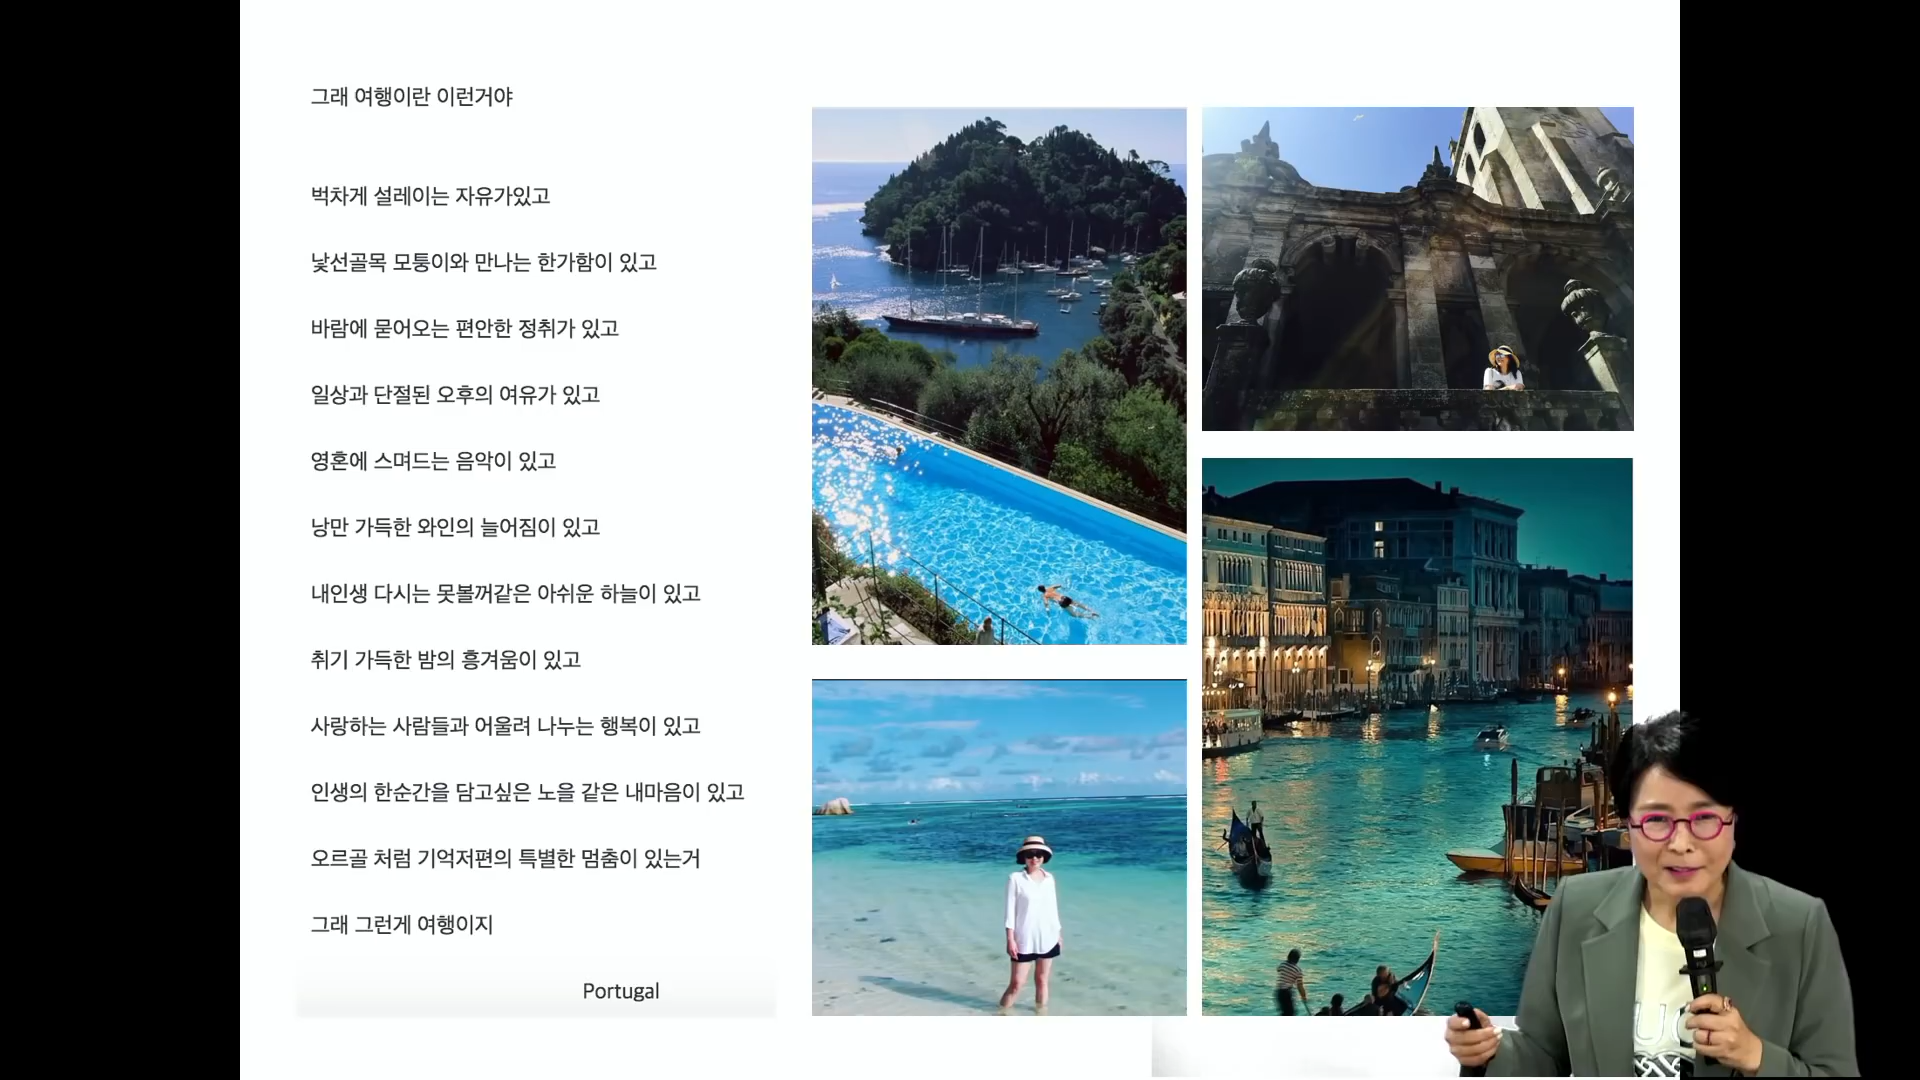 그래 여행이란 이런거야
벅차게 설레이는 자유가있고
낯선골목 모퉁이와 만나는 한가함이 있고
바람에 묻어오는 편안한 정취가 있고
일상과 단절된 오후의 여유가 있고
영혼에 스며드는 음악이 있고
낭만 가득한 와인의 늘어짐이 있고
내인생 다시는 못볼꺼같은 아쉬운 하늘이 있고
취기 가득한 밤의 흥겨움이 있고
사랑하는 사람들과 어울려 나누는 행복이 있고
인생의 한순간을 담고싶은 노을 같은 내마음이 있고
오르골 처럼 기억저편의 특별한 멈춤이 있는거
그래 그런게 여행이지
Portugal